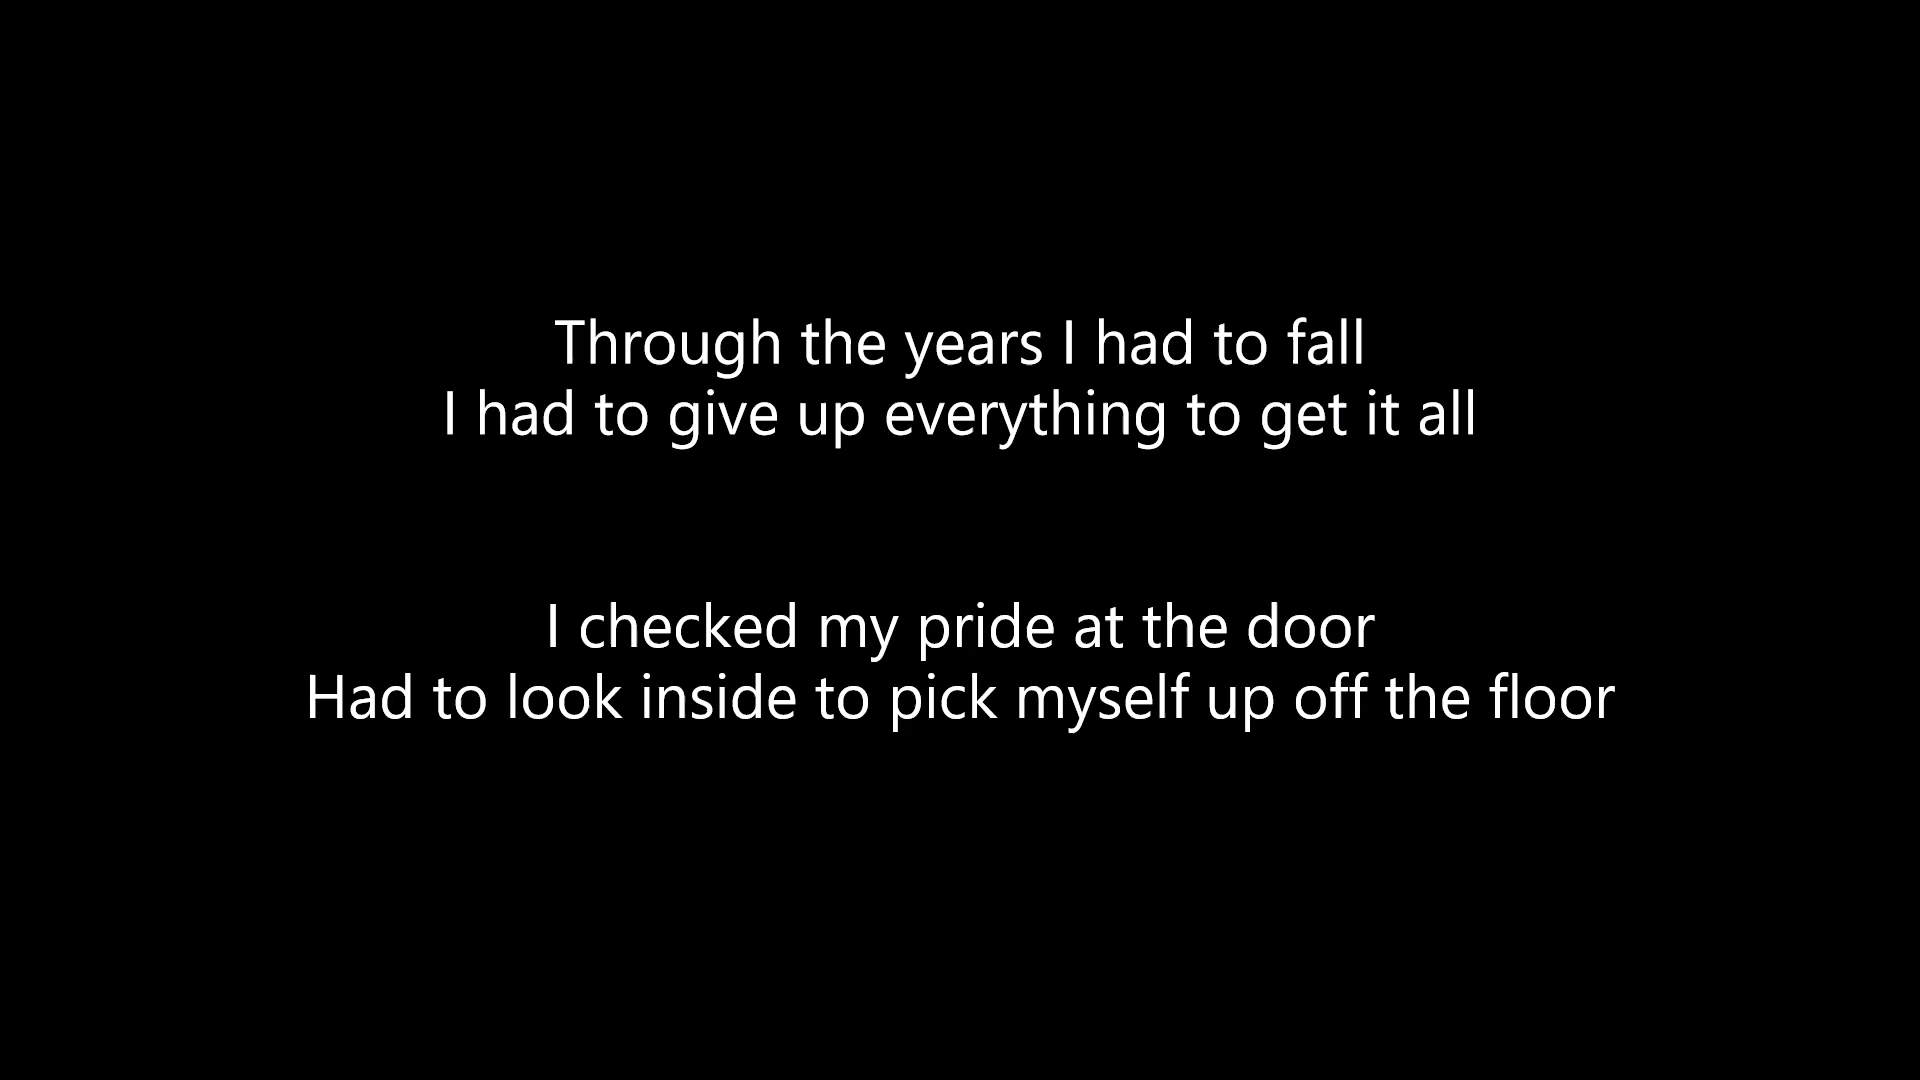 Through the years I had to fall
I had to give up everything to get it all
I checked my pride at the door
Had to look inside to pick myself up off the floor